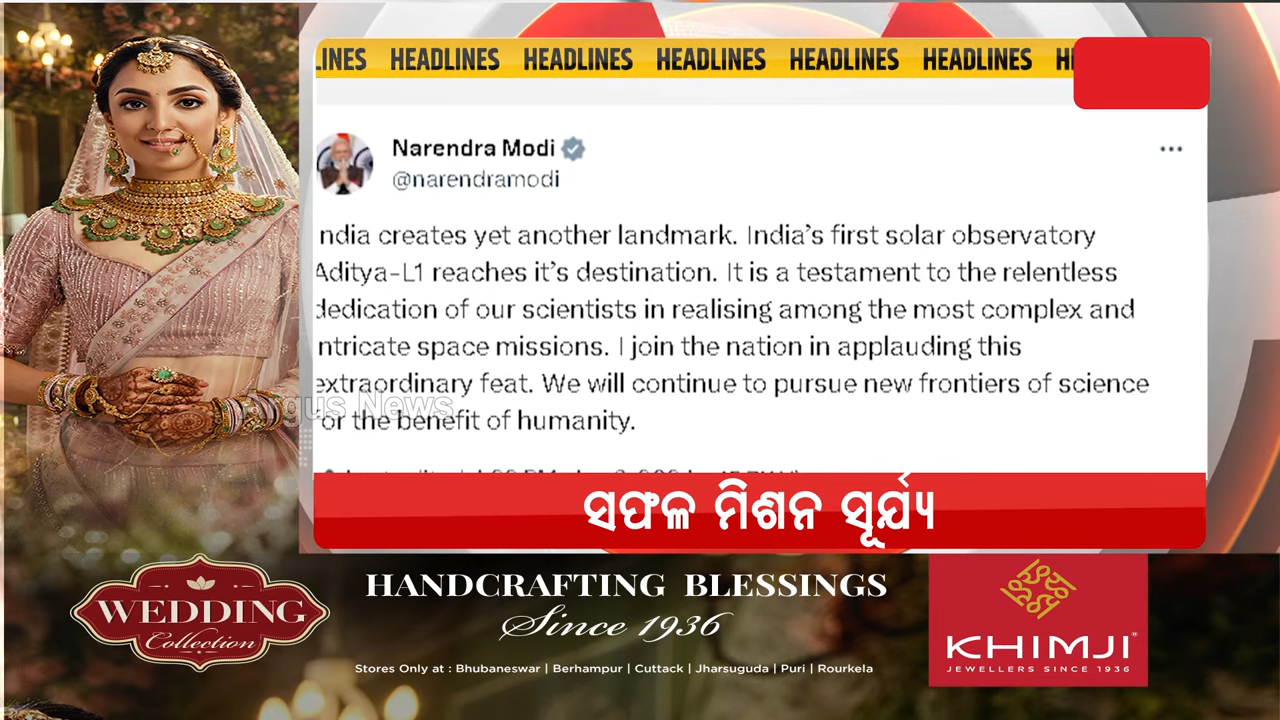 LINES HEADLINES HEADLINES HEADLINES HEADLINES HEADLINES
Narendra Modi
@narendramodi
ndia creates yet another landmark. India's first solar observatory
Aditya-L1 reaches it's destination. It is a testament to the relentless
dedication of our scientists in realising among the most complex and
ntricate space missions. I join the nation in applauding this
extraordinary feat. We will continue to pursue new frontiers of science
or the benefit of humanity.
Argus News
ସଫଳ ମିଶନ ସୂର୍ଯ୍ୟ
WEDDING
Collection
HANDCRAFTING BLESSINGS
Since 1936
Stores Only at : Bhubaneswar | Berhampur | Cuttack | Jharsuguda | Puri | Rourkela
KHIMJI
JEWELLERS SINCE 1936